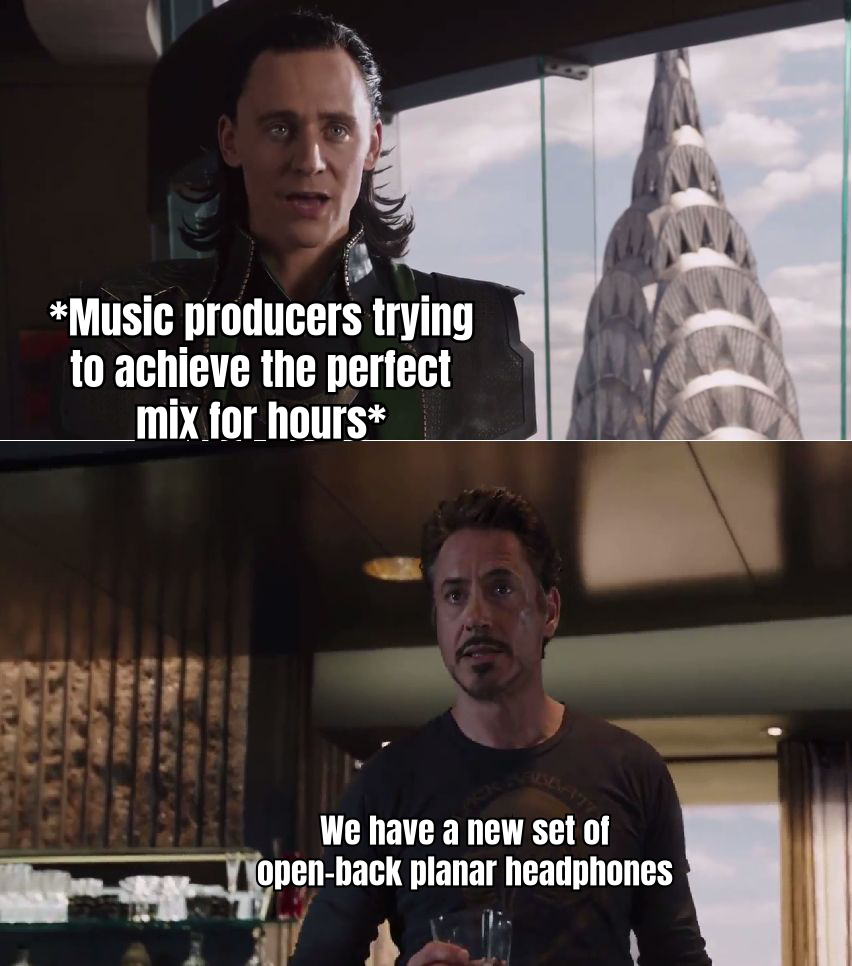 *Music producers trying
to achieve the perfect
mix for hours*
We have a new set of
open-back planar headphones